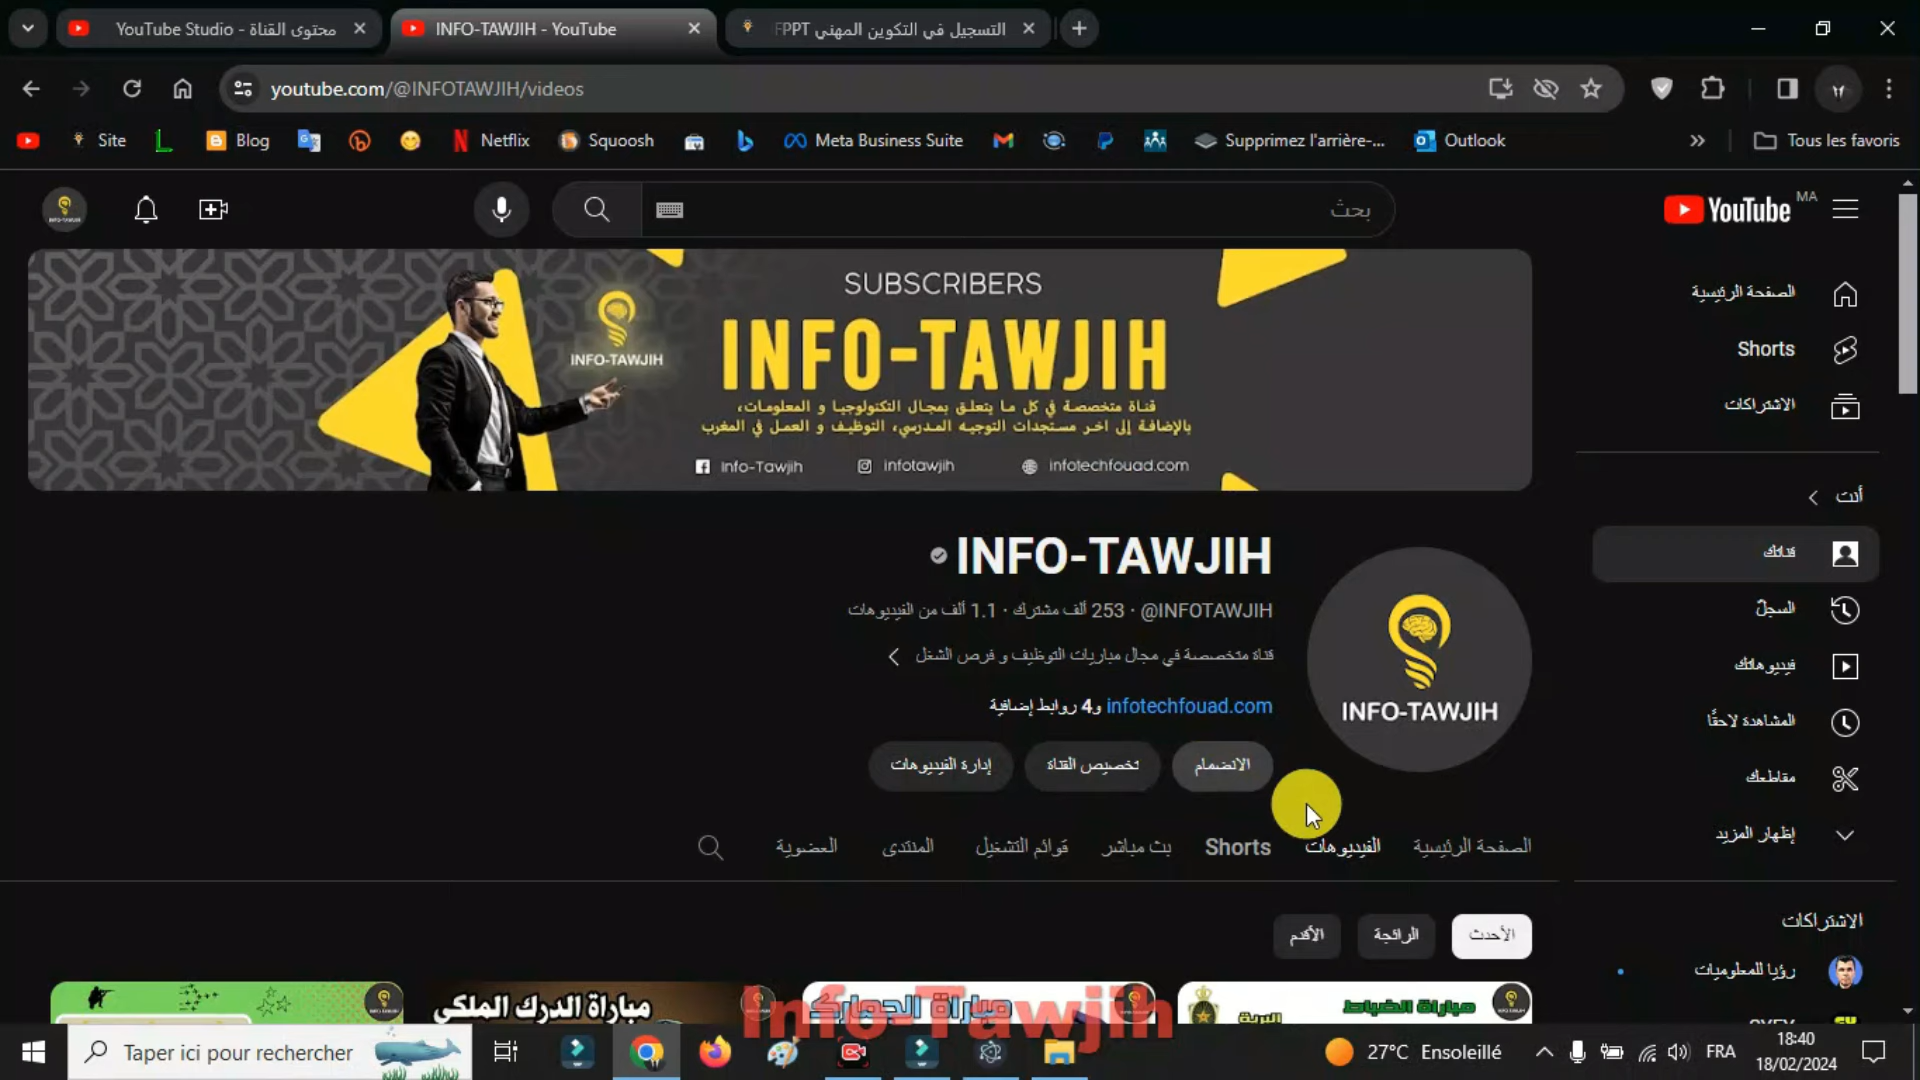 YouTube Studio - محتوى القناة
INFO-TAWJIH - YouTube
التسجيل في التكوين المهني FPPT
youtube.com/@INFOTAWJIH/videos
Site
Blog
Netflix
Squoosh
Meta Business Suite
Supprimez l'arrière-...
Outlook
Tous les favoris
بحث
YouTube MA
SUBSCRIBERS
INFO-TAWJIH
INFO-TAWJIH
قناة متخصصة في كل ما يتعلق بمجال التكنولوجيا و المعلومات،
بالإضافة إلى اخر مستجدات التوجيه المدرسي، التوظيف و العمل في المغرب
Info-Tawjih
infotawjih
infotechfouad.com
الصفحة الرئيسية
Shorts
الاشتراكات
أنت
قناتك
السجلّ
فيديوهاتك
المشاهدة لاحقًا
مقاطعك
إظهار المزيد
INFO-TAWJIH
@INFOTAWJIH · 253 ألف مشترك · 1.1 ألف من الفيديوهات
قناة متخصصة في مجال مباريات التوظيف و فرص الشغل
infotechfouad.com و4 روابط إضافية
INFO-TAWJIH
الانضمام
تخصيص القناة
إدارة الفيديوهات
الصفحة الرئيسية
الفيديوهات
Shorts
بث مباشر
قوائم التشغيل
المنتدى
العضوية
الأحدث
الرائجة
الأقدم
الاشتراكات
رؤيا للمعلوميات
مباراة الضباط
البرية
مباراة الجمارك
مباراة الدرك الملكي
Info-Tawjih
Taper ici pour rechercher
27°C Ensoleillé
FRA
18:40
18/02/2024